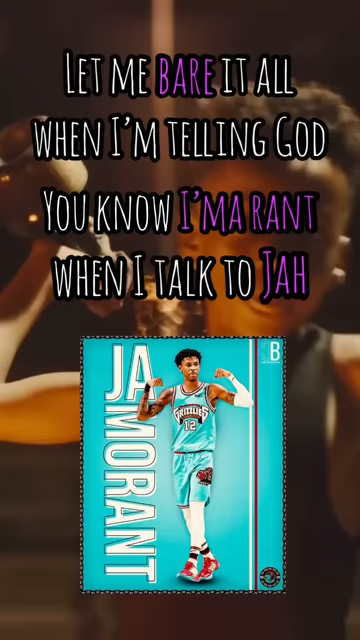 Let me bare it all
when I'm telling God
You know I'ma rant
when I talk to Jah
JA MORANT
B
GRIZZLIES
12